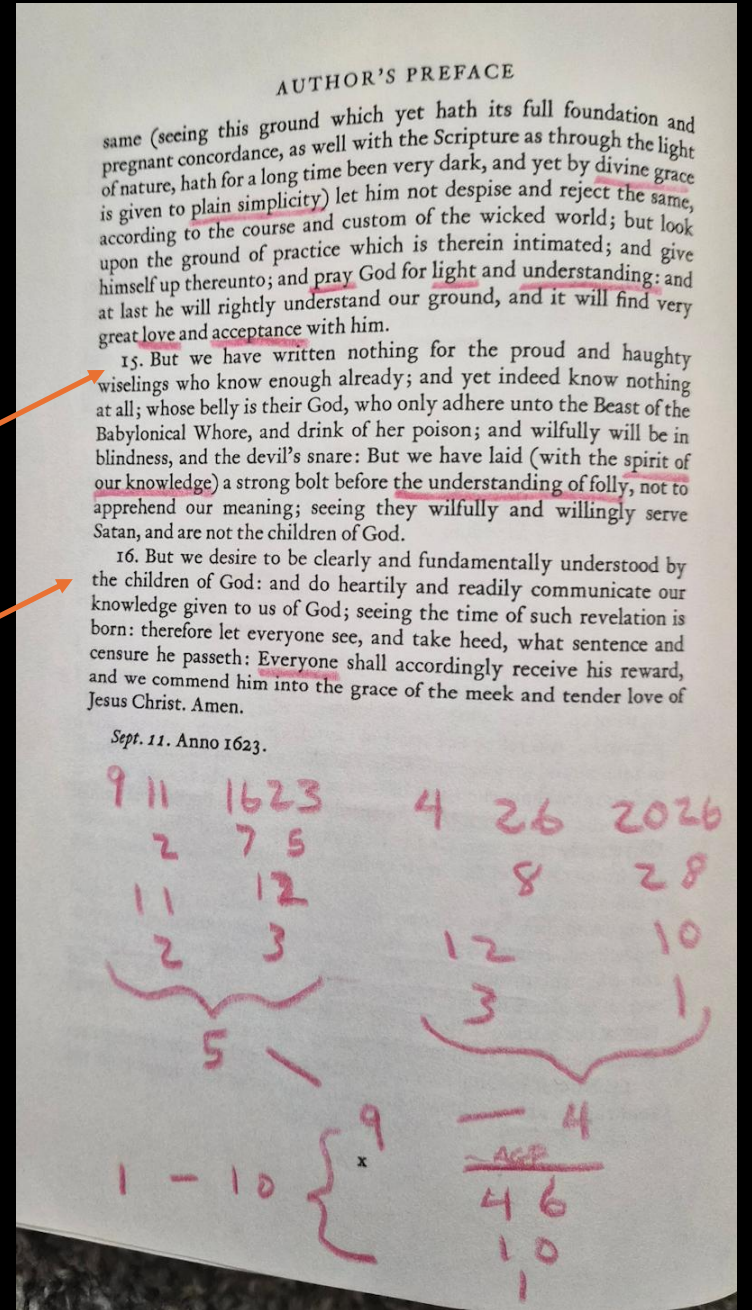 AUTHOR'S PREFACE
same (seeing this ground which yet hath its full foundation and
pregnant concordance, as well with the Scripture as through the light
of nature, hath for a long time been very dark, and yet by divine grace
is given to plain simplicity) let him not despise and reject the same,
according to the course and custom of the wicked world; but look
upon the ground of practice which is therein intimated; and give
himself up thereunto; and pray God for light and understanding: and
at last he will rightly understand our ground, and it will find very
great love and acceptance with him.
15. But we have written nothing for the proud and haughty
wiselings who know enough already; and yet indeed know nothing
at all; whose belly is their God, who only adhere unto the Beast of the
Babylonical Whore, and drink of her poison; and wilfully will be in
blindness, and the devil's snare: But we have laid (with the spirit of
our knowledge) a strong bolt before the understanding of folly, not to
apprehend our meaning; seeing they wilfully and willingly serve
Satan, and are not the children of God.
16. But we desire to be clearly and fundamentally understood by
the children of God: and do heartily and readily communicate our
knowledge given to us of God; seeing the time of such revelation is
born: therefore let everyone see, and take heed, what sentence and
censure he passeth: Everyone shall accordingly receive his reward,
and we commend him into the grace of the meek and tender love of
Jesus Christ. Amen.
Sept. 11. Anno 1623.
9 11 1623 4 26 2026
2 7 5 8 28
11 12 12 10
2 3 3 1
5
9 — 4
x AGE
1 - 10 46
10
1